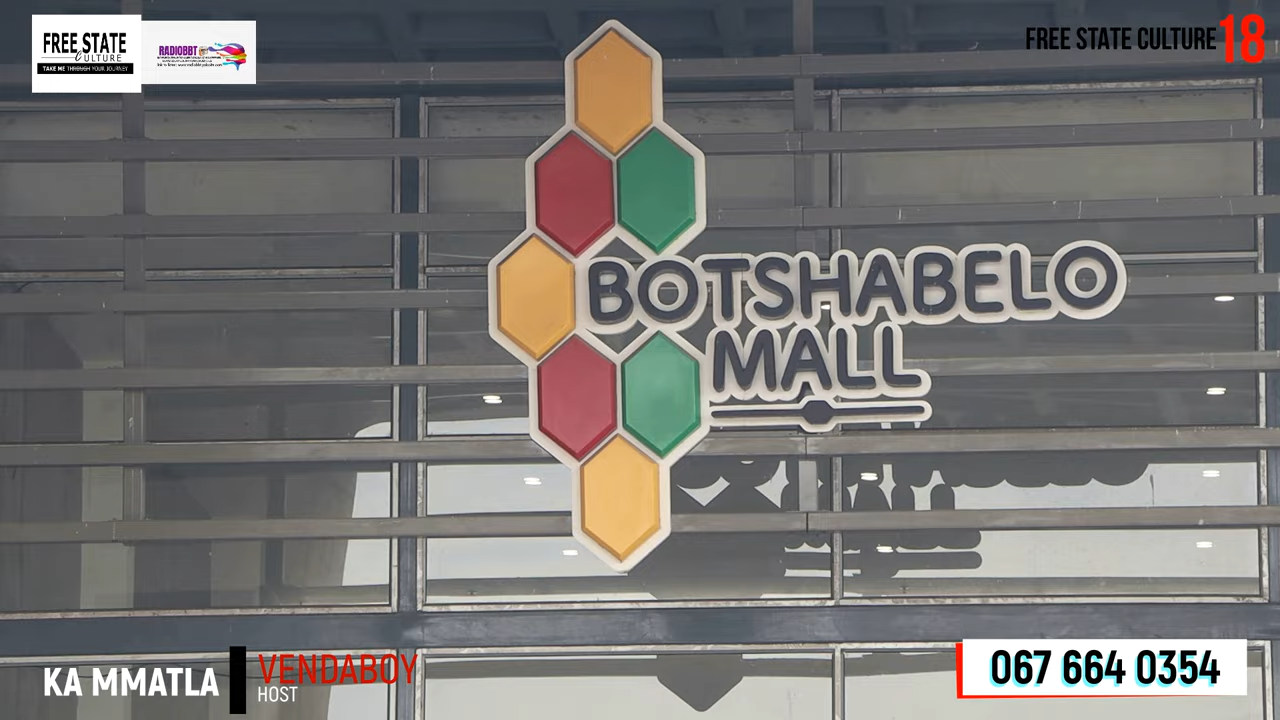 FREE STATE
CULTURE
TAKE ME THROUGH YOUR JOURNEY
RADIOBBT
FREE STATE CULTURE 18
BOTSHABELO
MALL
KA MMATLA
VENDABOY
HOST
067 664 0354